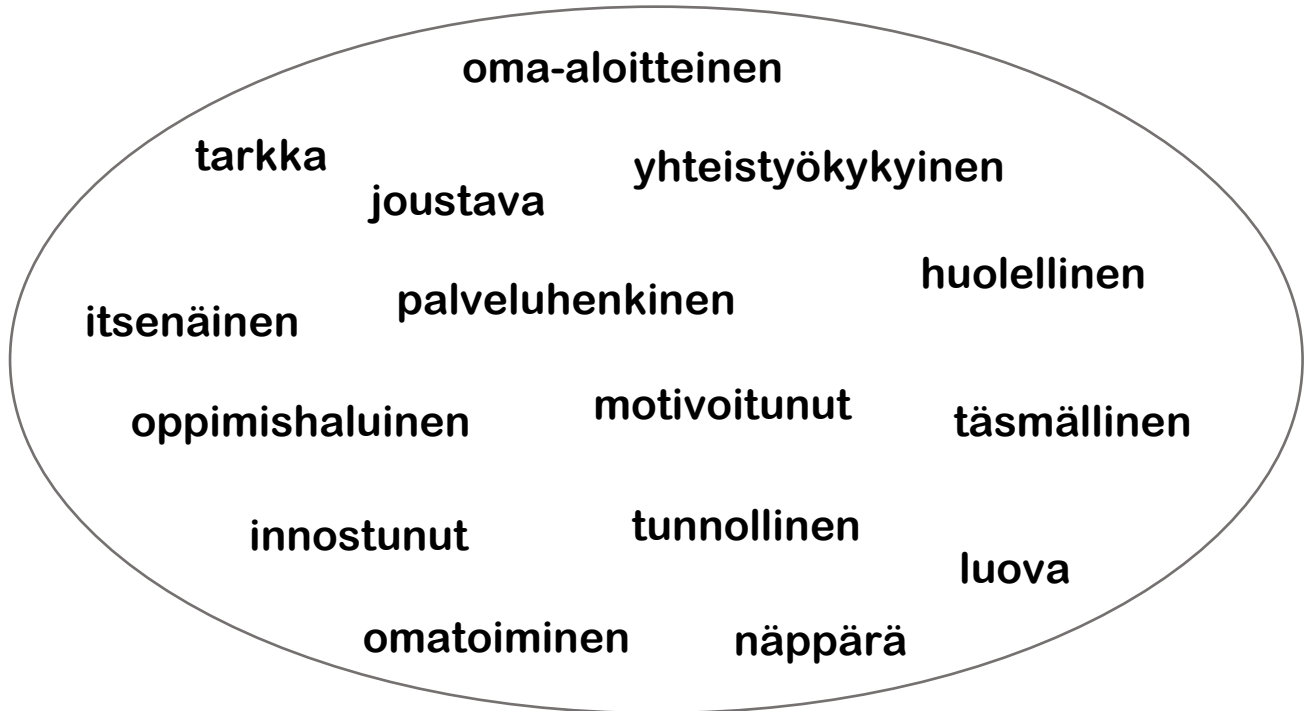 oma-aloitteinen
tarkka
yhteistyökykyinen
joustava
huolellinen
palveluhenkinen
itsenäinen
motivoitunut
oppimishaluinen
täsmällinen
tunnollinen
innostunut
luova
omatoiminen
näppärä